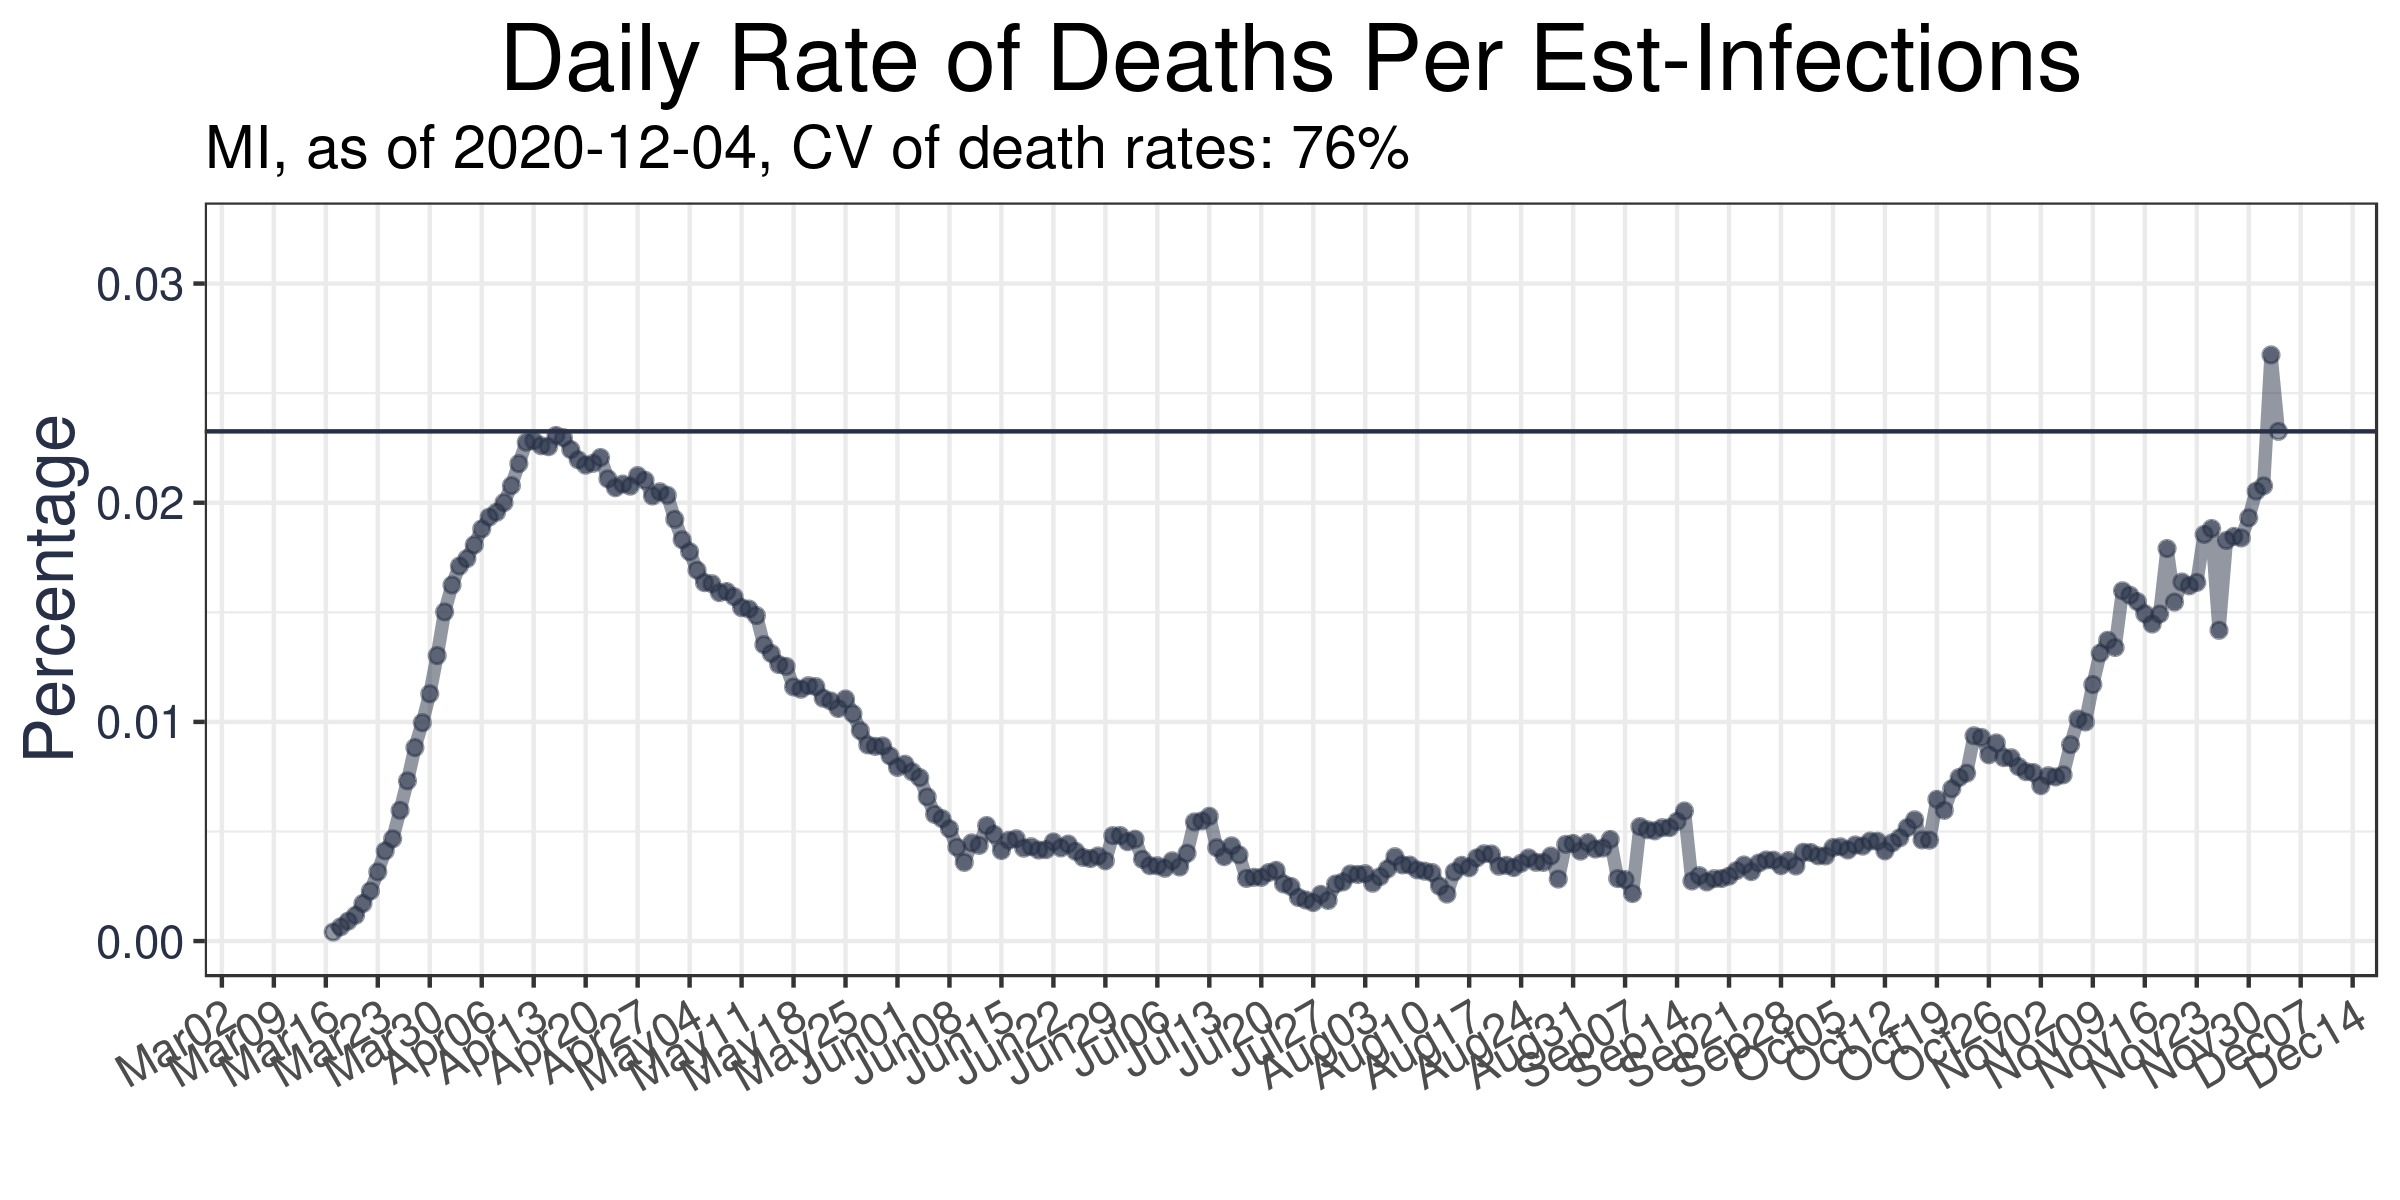 Daily Rate of Deaths Per Est-Infections
MI, as of 2020-12-04, CV of death rates: 76%
Percentage
0.03
0.02
0.01
0.00
Mar02
Mar09
Mar16
Mar23
Mar30
Apr06
Apr13
Apr20
Apr27
May04
May11
May18
May25
Jun01
Jun08
Jun15
Jun22
Jun29
Jul06
Jul13
Jul20
Jul27
Aug03
Aug10
Aug17
Aug24
Aug31
Sep07
Sep14
Sep21
Sep28
Oct05
Oct12
Oct19
Oct26
Nov02
Nov09
Nov16
Nov23
Nov30
Dec07
Dec14